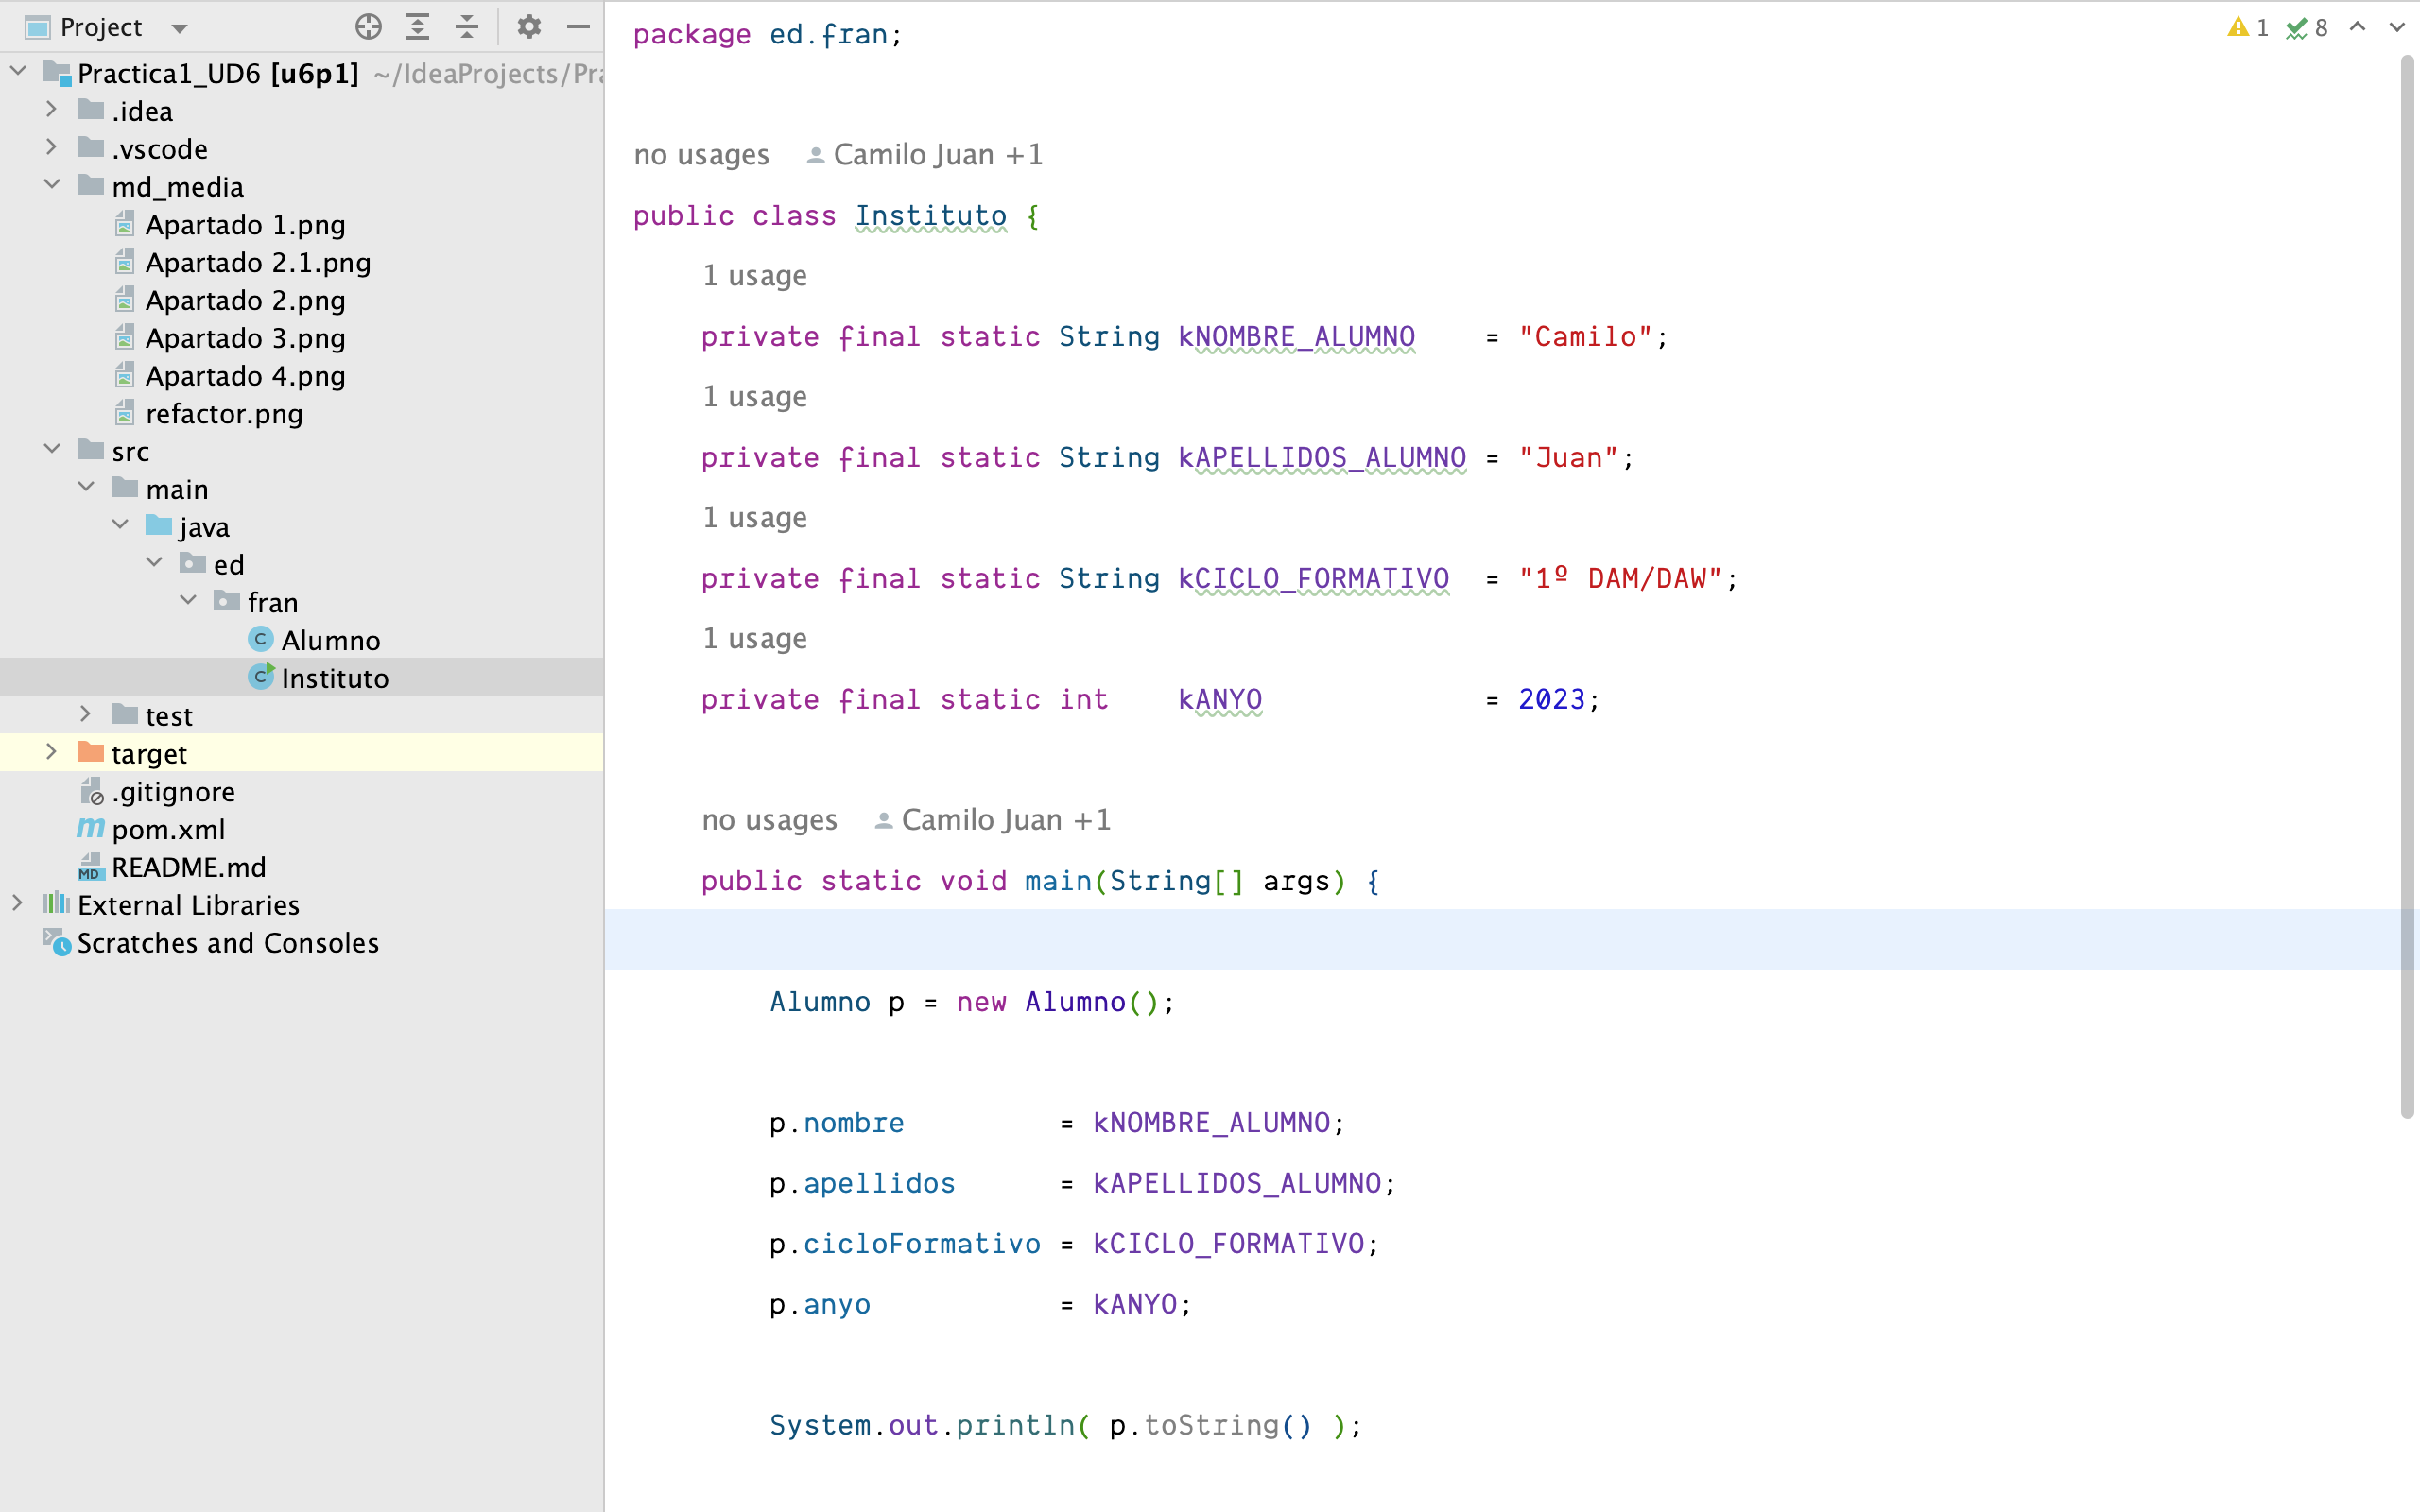 Project
Practica1_UD6 [u6p1] ~/IdeaProjects/Pra
.idea
.vscode
md_media
Apartado 1.png
Apartado 2.1.png
Apartado 2.png
Apartado 3.png
Apartado 4.png
refactor.png
src
main
java
ed
fran
Alumno
Instituto
test
target
.gitignore
pom.xml
README.md
External Libraries
Scratches and Consoles
1 8
package ed.fran;
no usages Camilo Juan +1
public class Instituto {
1 usage
private final static String kNOMBRE_ALUMNO = "Camilo";
1 usage
private final static String kAPELLIDOS_ALUMNO = "Juan";
1 usage
private final static String kCICLO_FORMATIVO = "1º DAM/DAW";
1 usage
private final static int kANYO = 2023;
no usages Camilo Juan +1
public static void main(String[] args) {
Alumno p = new Alumno();
p.nombre = kNOMBRE_ALUMNO;
p.apellidos = kAPELLIDOS_ALUMNO;
p.cicloFormativo = kCICLO_FORMATIVO;
p.anyo = kANYO;
System.out.println( p.toString() );